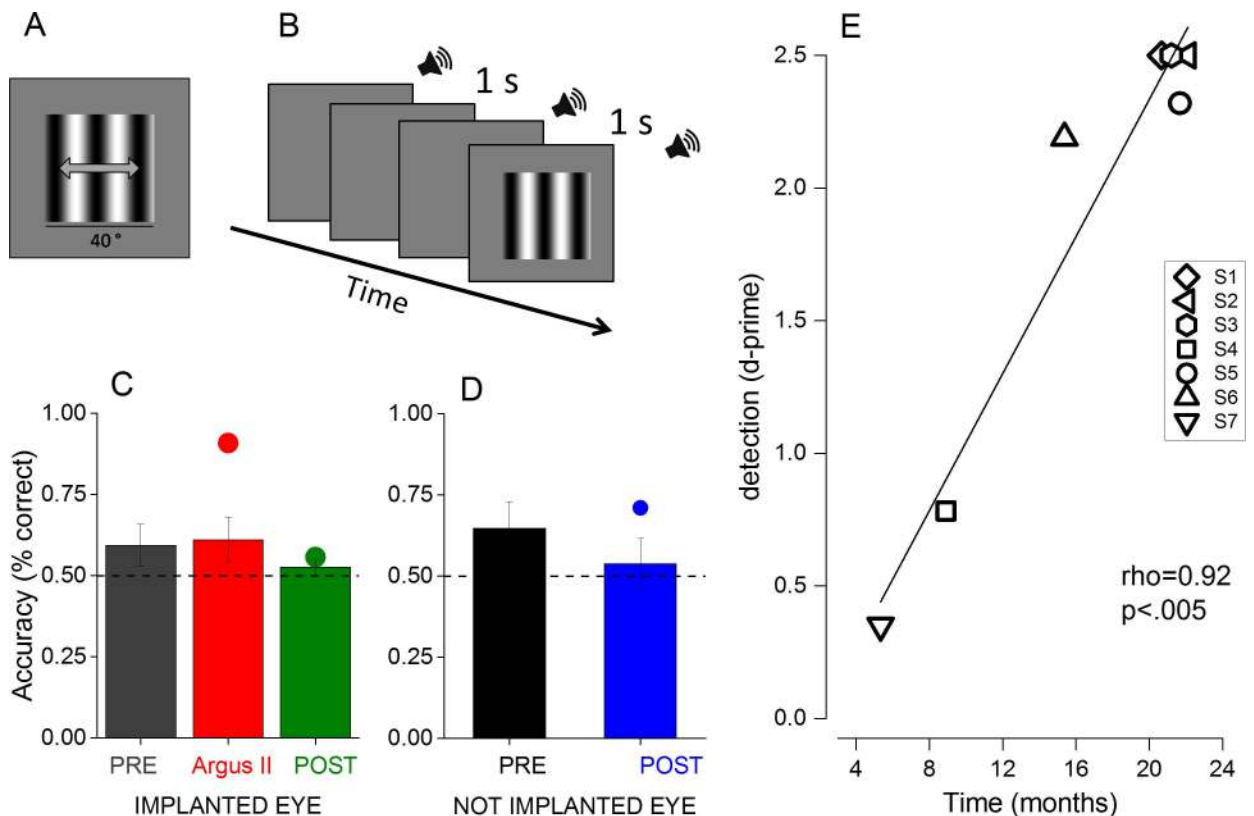 A
40°
B
1 s
1 s
Time
C
Accuracy (% correct)
1.00
0.75
0.50
0.25
0.00
PRE
Argus II
POST
IMPLANTED EYE
D
1.00
0.75
0.50
0.25
0.00
PRE
POST
NOT IMPLANTED EYE
E
detection (d-prime)
2.5
2.0
1.5
1.0
0.5
0.0
S1
S2
S3
S4
S5
S6
S7
rho=0.92
p<.005
4 8 12 16 20 24
Time (months)